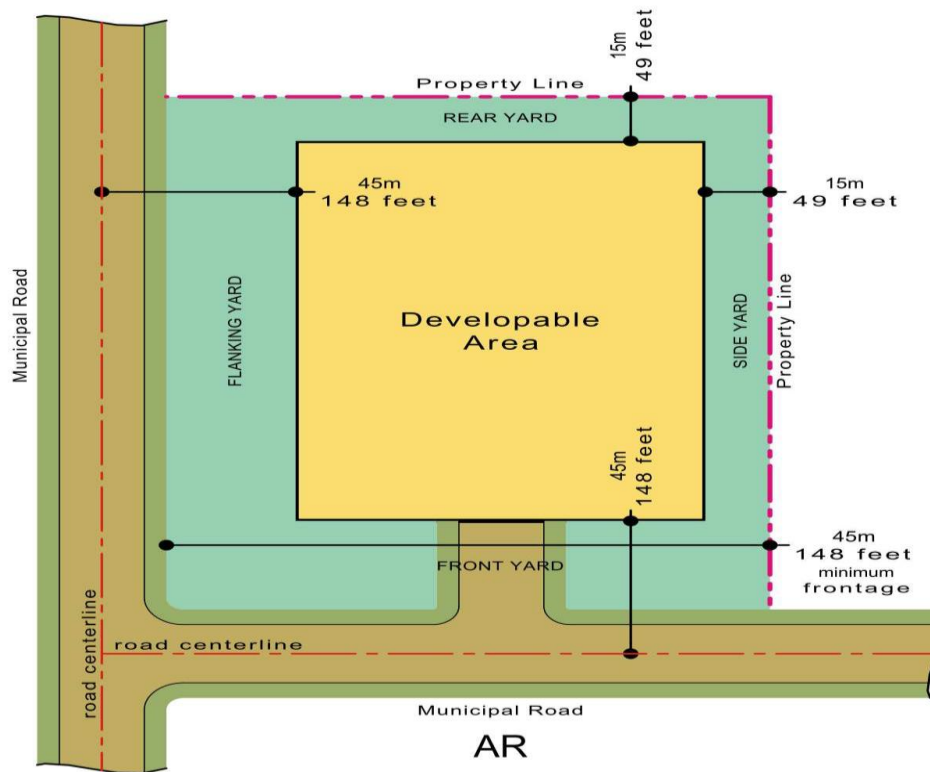 15m
49 feet
Property Line
REAR YARD
45m
148 feet
15m
49 feet
Municipal Road
FLANKING YARD
Developable
Area
SIDE YARD
Property Line
45m
148 feet
45m
148 feet
minimum
frontage
FRONT YARD
road centerline
road centerline
Municipal Road
AR